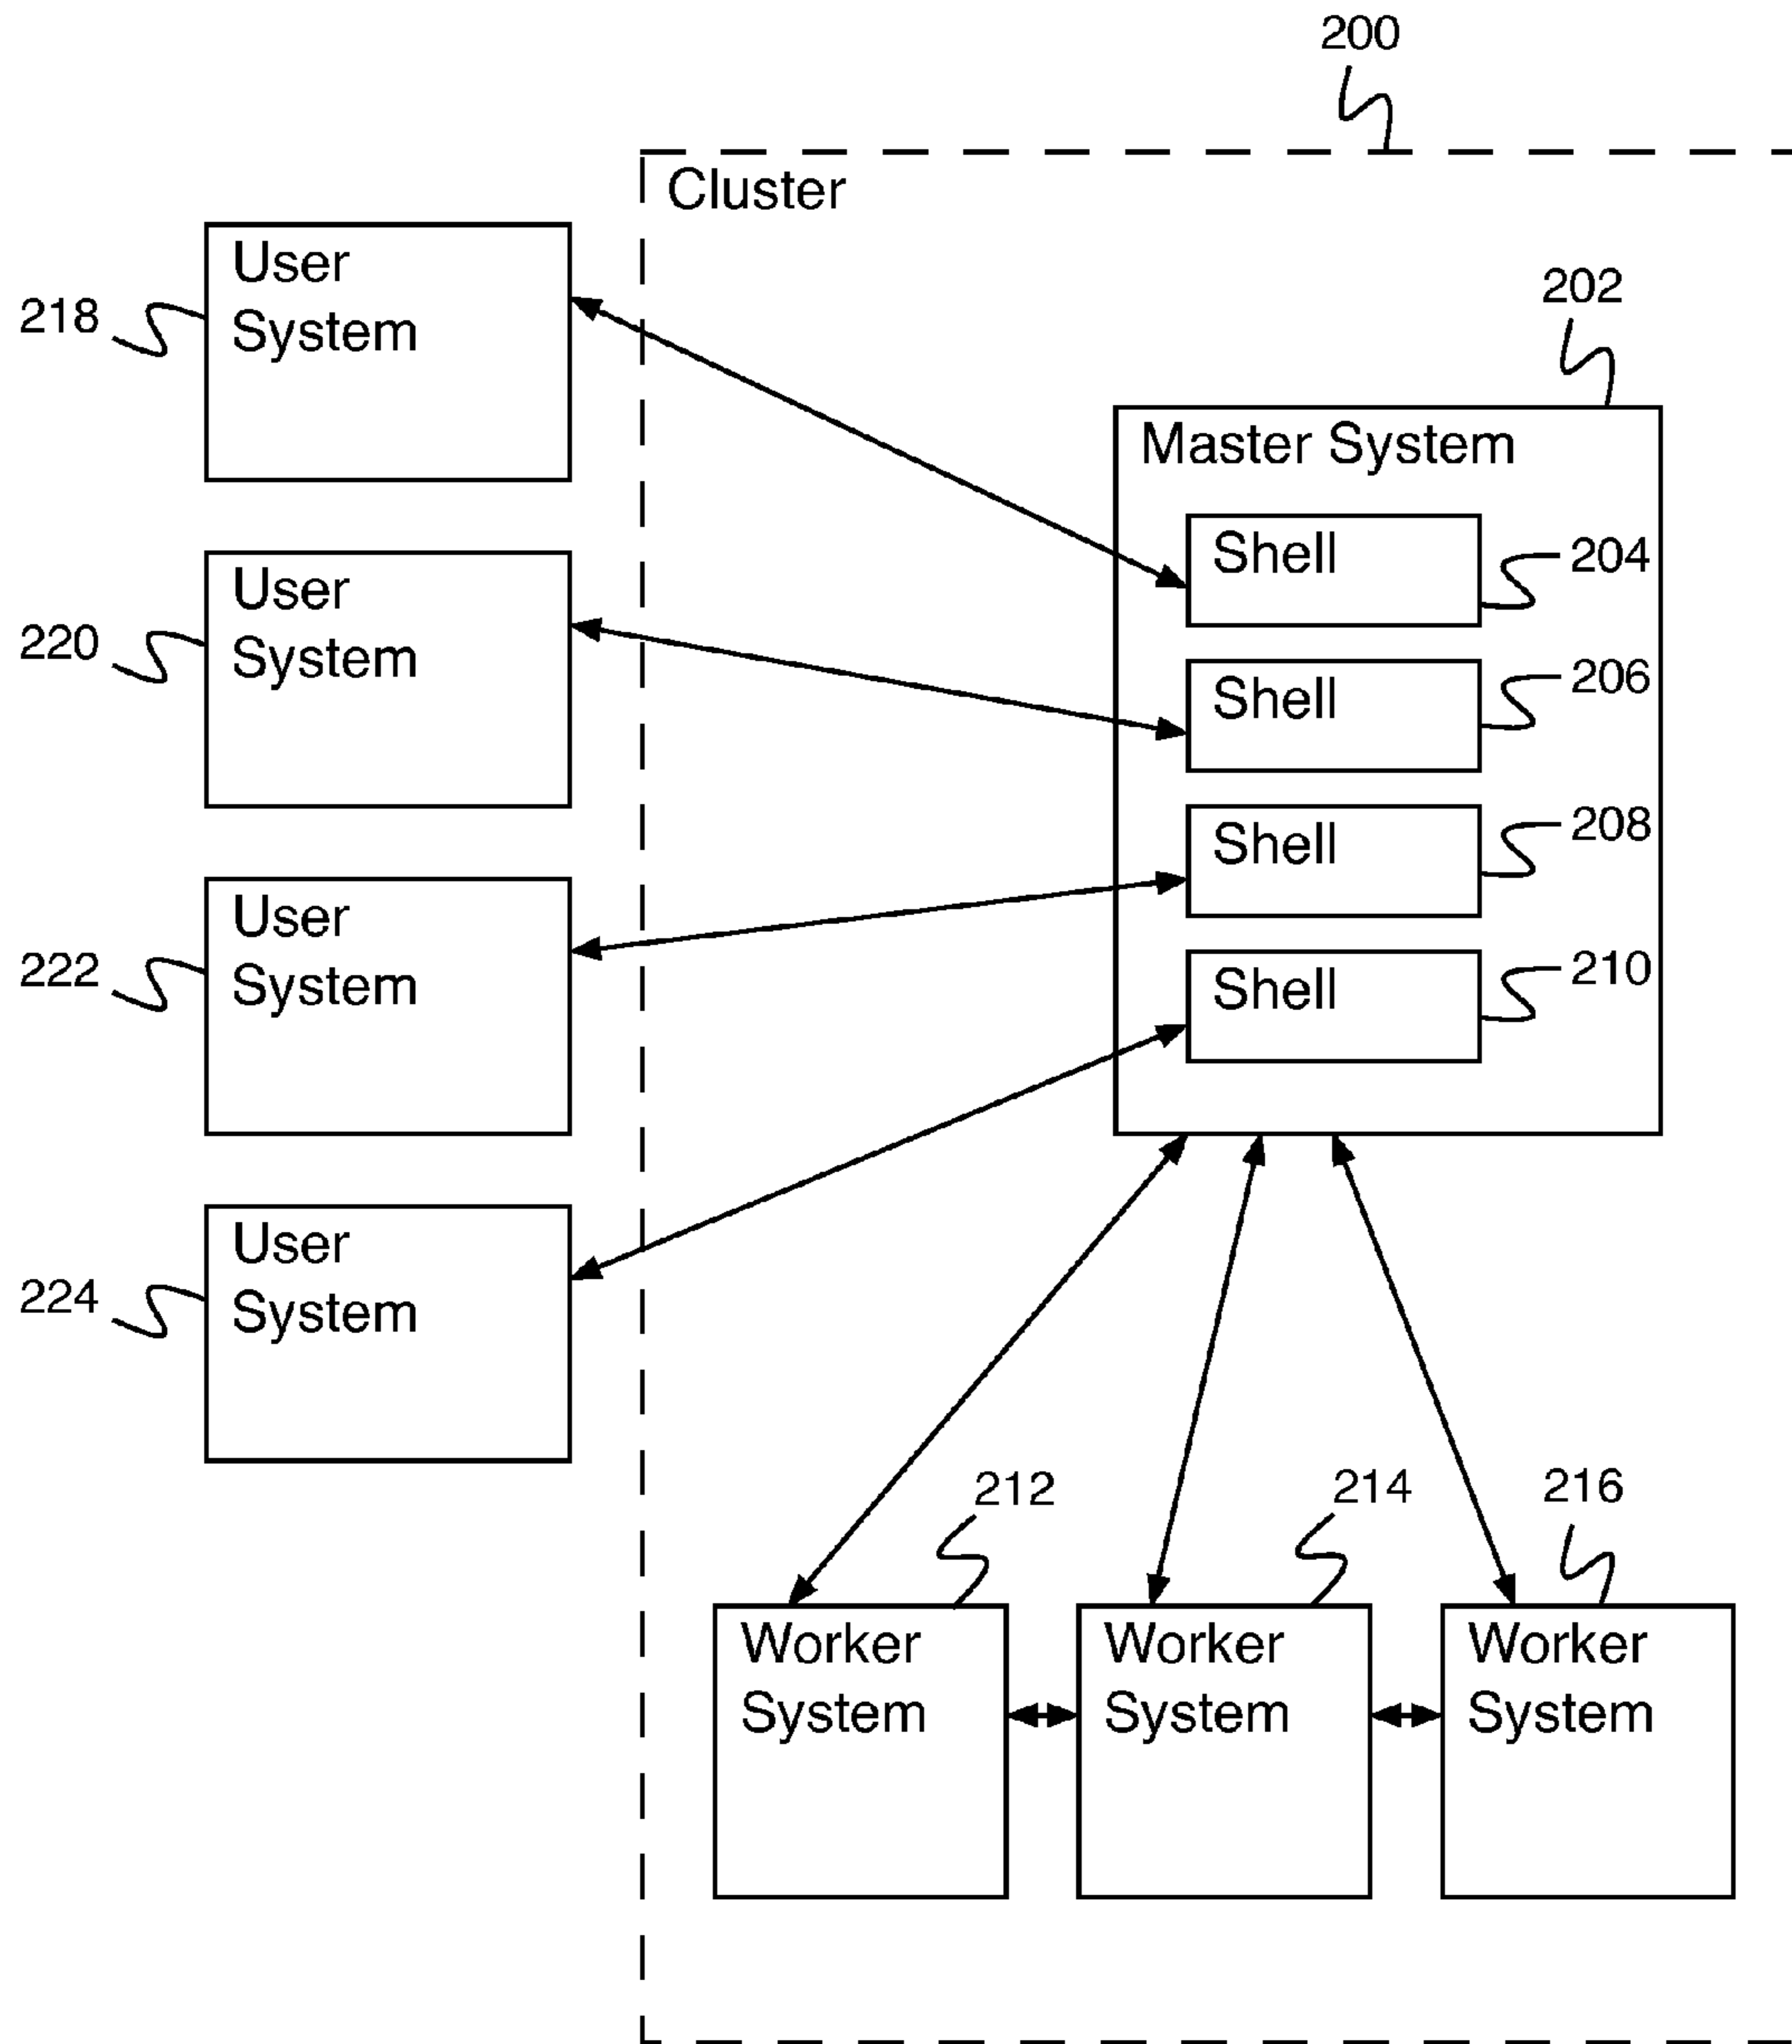 200
Cluster
User
System
218
202
Master System
Shell
204
User
System
220
Shell
206
Shell
208
User
System
222
Shell
210
User
System
224
212
214
216
Worker
System
Worker
System
Worker
System